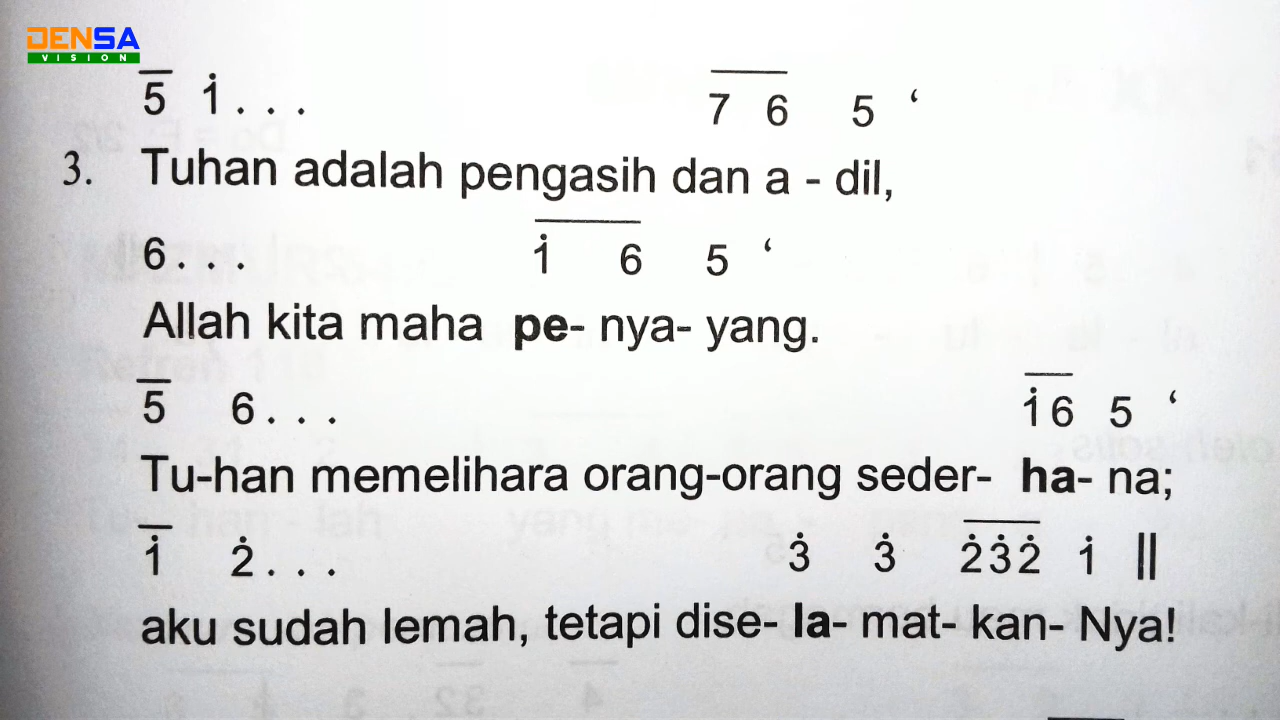 DENSA
VISION
5̅ 1̇ . . . 7̅ 6̅ 5 ‘
3. Tuhan adalah pengasih dan a - dil,
6 . . . 1̇̅ 6̅ 5 ‘
Allah kita maha pe- nya- yang.
5̅ 6 . . . 1̇̅6̅ 5 ‘
Tu-han memelihara orang-orang seder- ha- na;
1̇̅ 2̇ . . . 3̇ 3̇ 2̇̅3̇̅2̇̅ 1̇ ||
aku sudah lemah, tetapi dise- la- mat- kan- Nya!